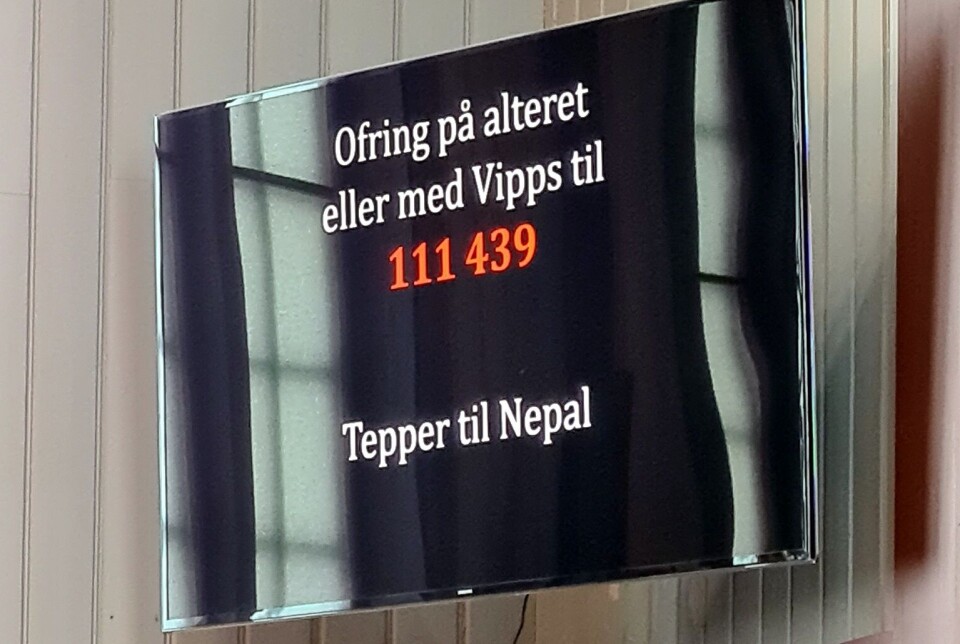 Ofring på alteret
eller med Vipps til
111 439
Tepper til Nepal